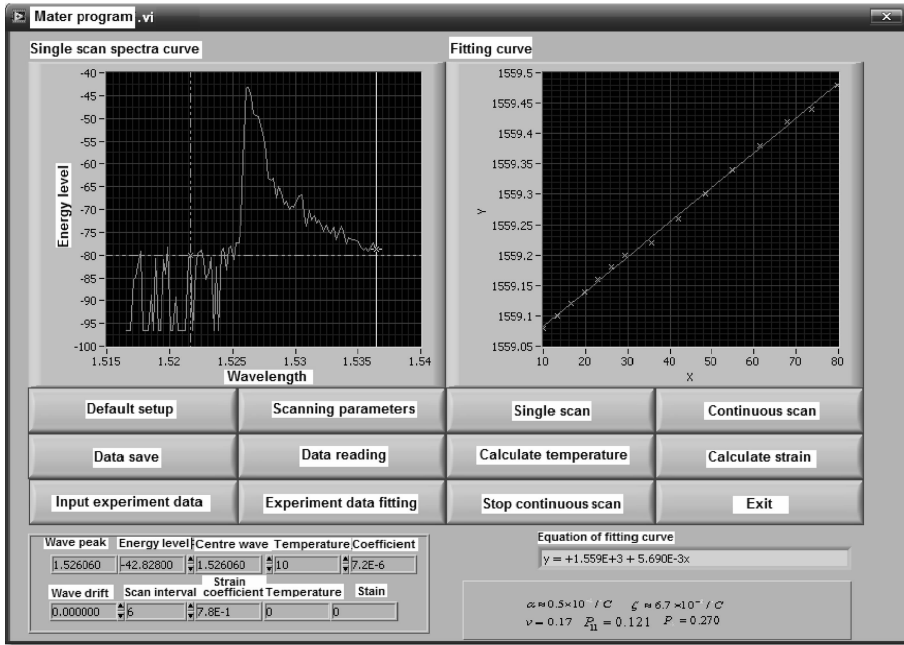 Mater program .vi
Single scan spectra curve
Fitting curve
Energy level
-40
-45
-50
-55
-60
-65
-70
-75
-80
-85
-90
-95
-100
1.515 1.52 1.525 1.53 1.535 1.54
Wavelength
Y
1559.5
1559.45
1559.4
1559.35
1559.3
1559.25
1559.2
1559.15
1559.1
1559.05
10 20 30 40 50 60 70 80
X
Default setup Scanning parameters Single scan Continuous scan
Data save Data reading Calculate temperature Calculate strain
Input experiment data Experiment data fitting Stop continuous scan Exit
Wave peak Energy level: Centre wave Temperature Coefficient
1.526060 -42.82800 1.526060 10 7.2E-6
Wave drift Scan interval Strain coefficient Temperature Stain
0.000000 6 7.8E-1 0 0
Equation of fitting curve
y = +1.559E+3 + 5.690E-3x
α≈0.5×10⁻ / C ζ≈6.7×10⁻ / C
ν=0.17 P₁₁=0.121 P =0.270